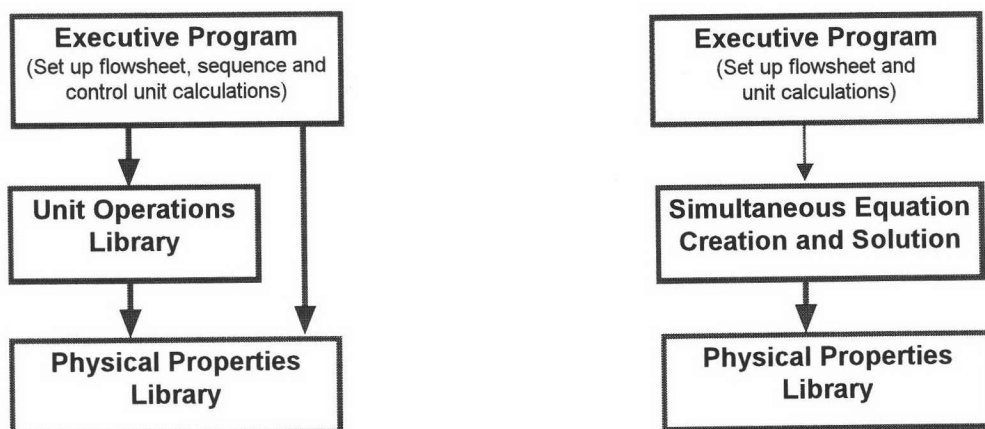 Executive Program
(Set up flowsheet, sequence and
control unit calculations)
Unit Operations
Library
Physical Properties
Library
Executive Program
(Set up flowsheet and
unit calculations)
Simultaneous Equation
Creation and Solution
Physical Properties
Library